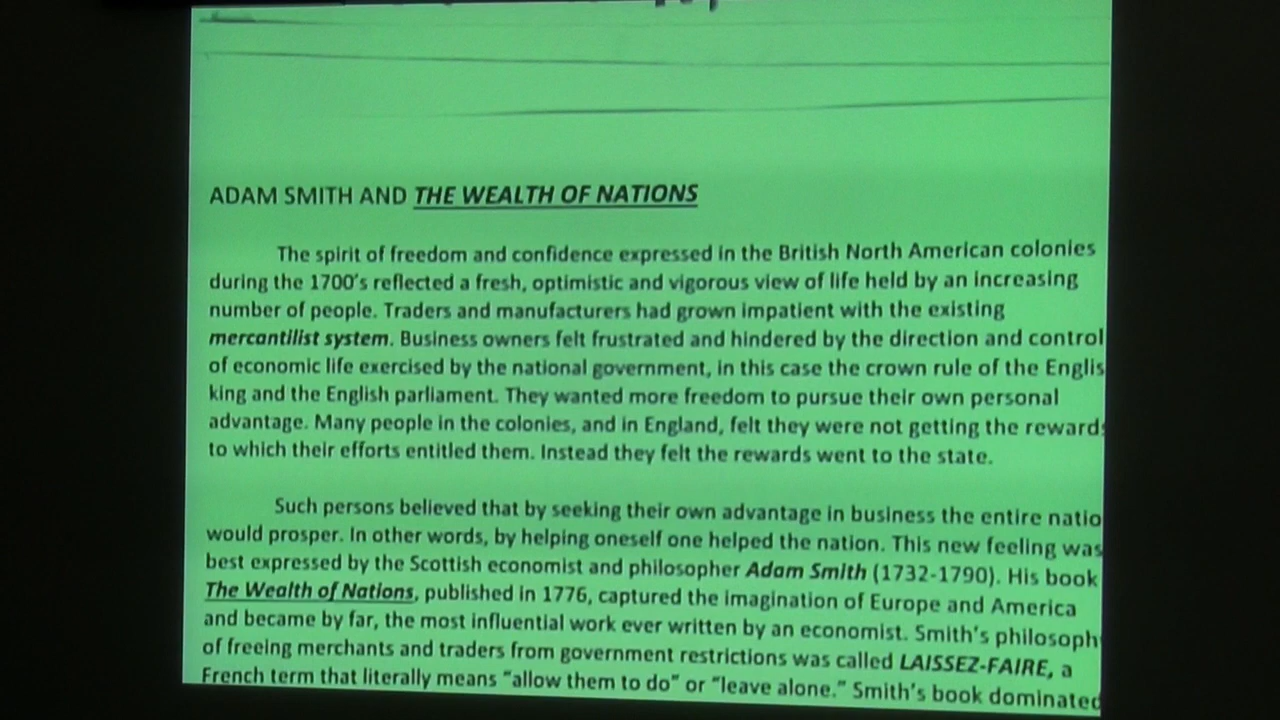 ADAM SMITH AND THE WEALTH OF NATIONS
The spirit of freedom and confidence expressed in the British North American colonies
during the 1700's reflected a fresh, optimistic and vigorous view of life held by an increasing
number of people. Traders and manufacturers had grown impatient with the existing
mercantilist system. Business owners felt frustrated and hindered by the direction and control
of economic life exercised by the national government, in this case the crown rule of the Englis
king and the English parliament. They wanted more freedom to pursue their own personal
advantage. Many people in the colonies, and in England, felt they were not getting the rewards
to which their efforts entitled them. Instead they felt the rewards went to the state.
Such persons believed that by seeking their own advantage in business the entire natio
would prosper. In other words, by helping oneself one helped the nation. This new feeling was
best expressed by the Scottish economist and philosopher Adam Smith (1732-1790). His book
The Wealth of Nations, published in 1776, captured the imagination of Europe and America
and became by far, the most influential work ever written by an economist. Smith's philosoph
of freeing merchants and traders from government restrictions was called LAISSEZ-FAIRE, a
French term that literally means "allow them to do" or "leave alone." Smith's book dominated